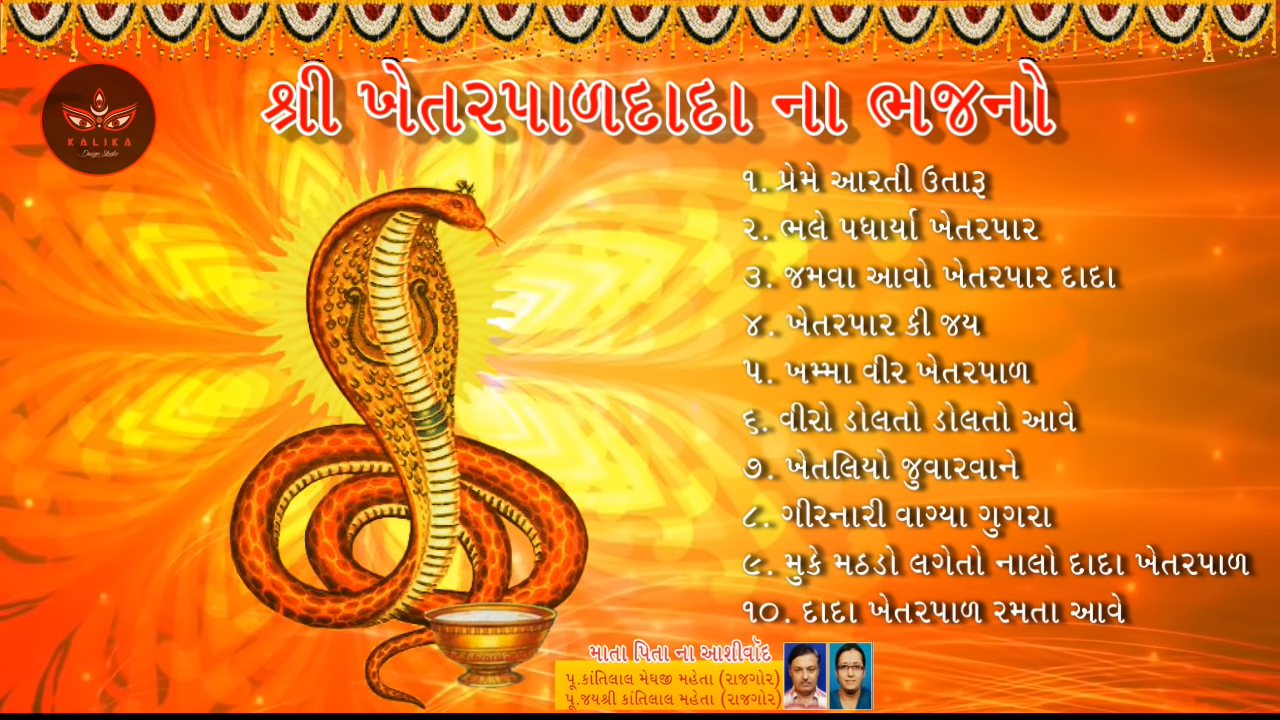 KALIKA
Design Studio
શ્રી ખેતરપાળદાદા ના ભજનો
૧. પ્રેમે આરતી ઉતારૂ
૨. ભલે પધાર્યા ખેતરપાર
૩. જમવા આવો ખેતરપાર દાદા
૪. ખેતરપાર કી જય
૫. ખમ્મા વીર ખેતરપાળ
૬. વીરો ડોલતો ડોલતો આવે
૭. ખેતલિયો જુવારવાને
૮. ગીરનારી વાગ્યા ગુગરા
૯. મુકે મઠડો લગેતો નાલો દાદા ખેતરપાળ
૧૦. દાદા ખેતરપાળ રમતા આવે
માતા પિતા ના આશીર્વાદ
પૂ.કાંતિલાલ મેઘજી મહેતા (રાજગોર)
પૂ.જયશ્રી કાંતિલાલ મહેતા (રાજગોર)